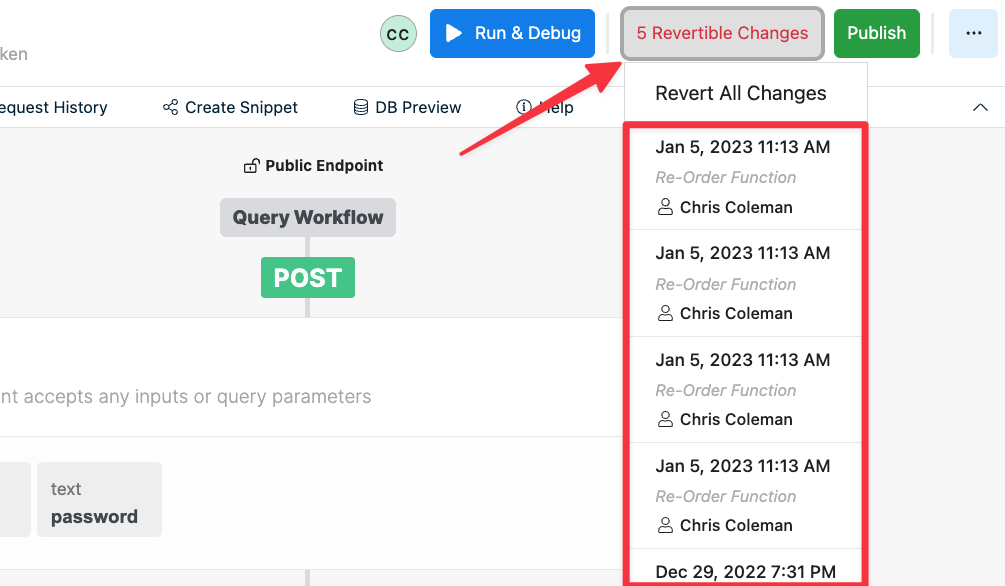 CC
Run & Debug
5 Revertible Changes
Publish
ken
Revert All Changes
equest History
Create Snippet
DB Preview
Help
Jan 5, 2023 11:13 AM
Re-Order Function
Chris Coleman
Jan 5, 2023 11:13 AM
Re-Order Function
Chris Coleman
Jan 5, 2023 11:13 AM
Re-Order Function
Chris Coleman
Jan 5, 2023 11:13 AM
Re-Order Function
Chris Coleman
Dec 29, 2022 7:31 PM
Public Endpoint
Query Workflow
POST
nt accepts any inputs or query parameters
text
password